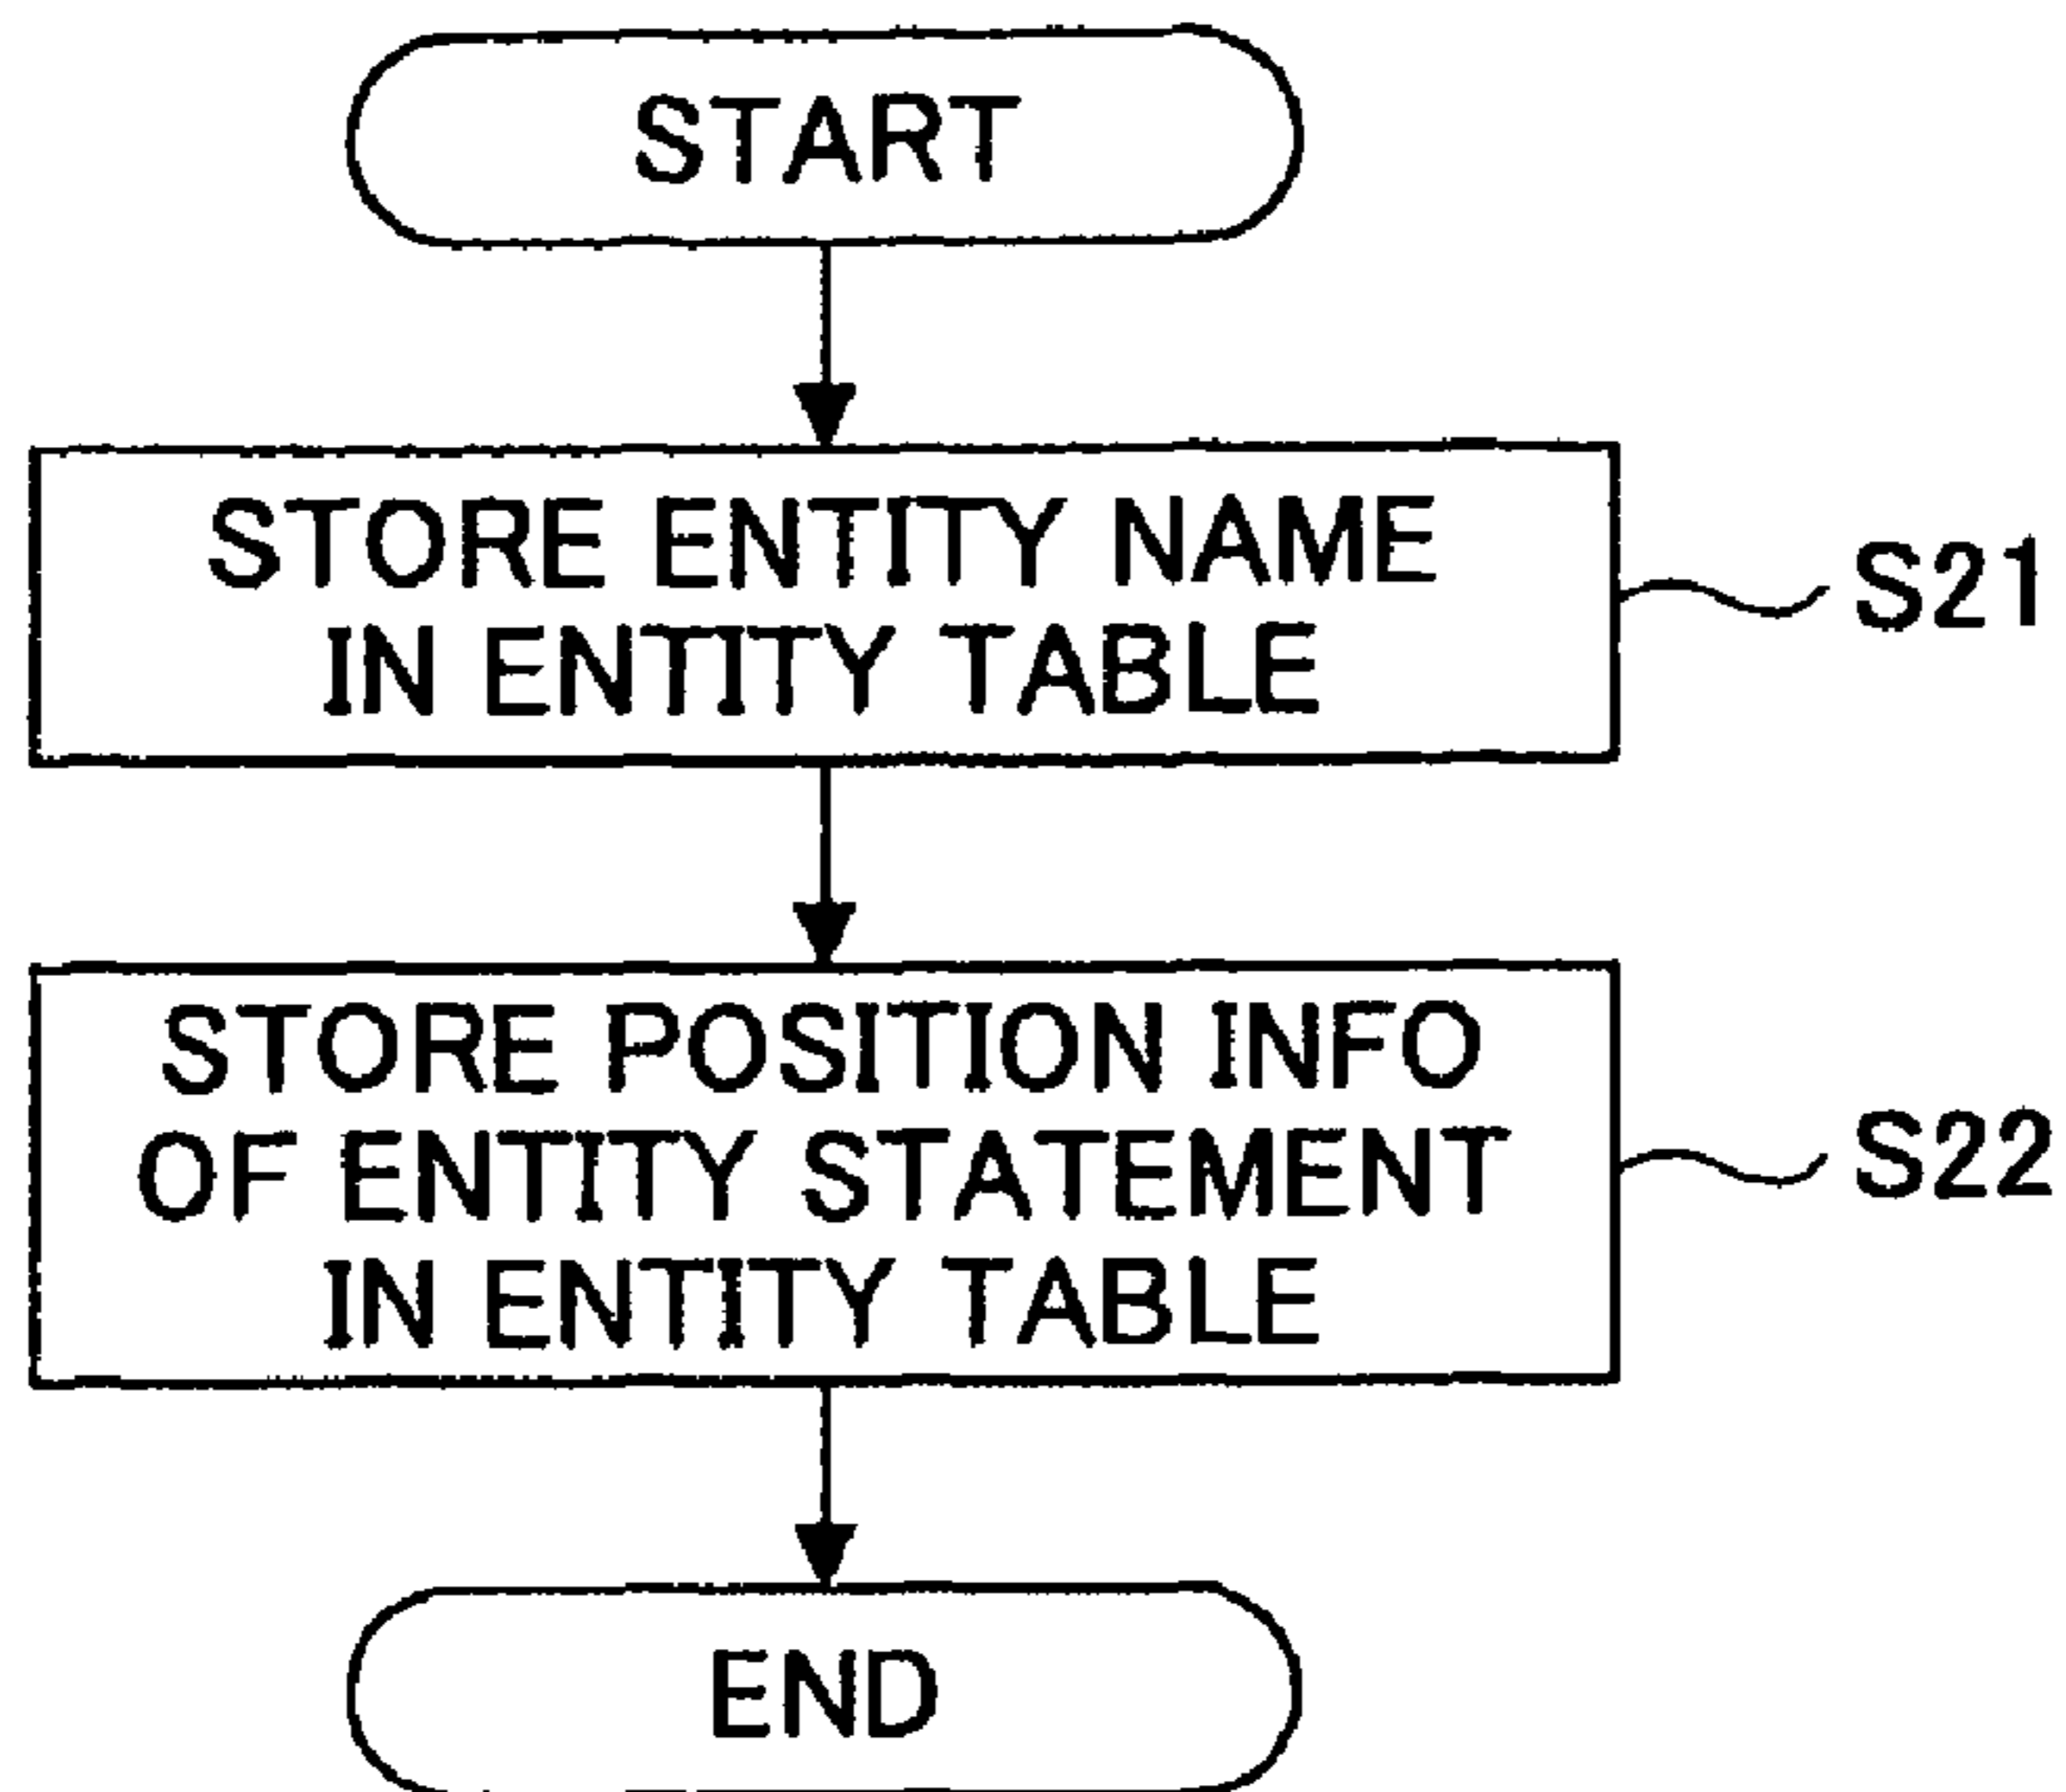 START
STORE ENTITY NAME
IN ENTITY TABLE
S21
STORE POSITION INFO
OF ENTITY STATEMENT
IN ENTITY TABLE
S22
END